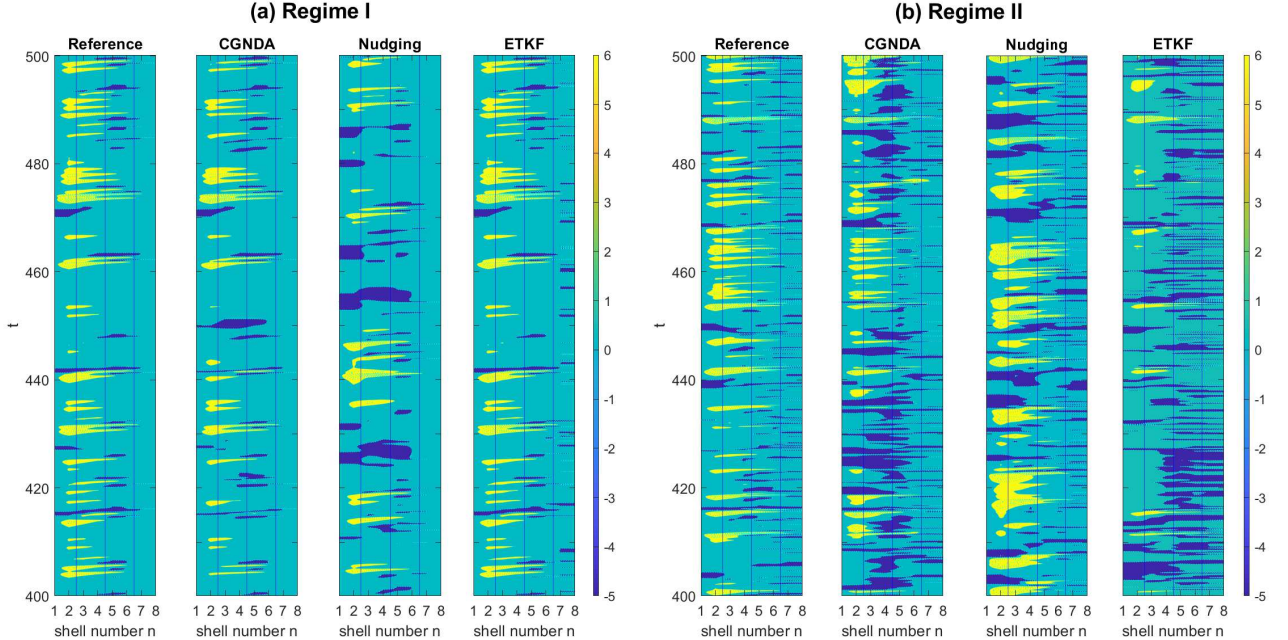 (a) Regime I
(b) Regime II
Reference CGNDA Nudging ETKF
Reference CGNDA Nudging ETKF
500
480
460
440
420
400
t
1 2 3 4 5 6 7 8
1 2 3 4 5 6 7 8
1 2 3 4 5 6 7 8
1 2 3 4 5 6 7 8
shell number n
shell number n
shell number n
shell number n
6
5
4
3
2
1
0
-1
-2
-3
-4
-5
500
480
460
440
420
400
t
1 2 3 4 5 6 7 8
1 2 3 4 5 6 7 8
1 2 3 4 5 6 7 8
1 2 3 4 5 6 7 8
shell number n
shell number n
shell number n
shell number n
6
5
4
3
2
1
0
-1
-2
-3
-4
-5